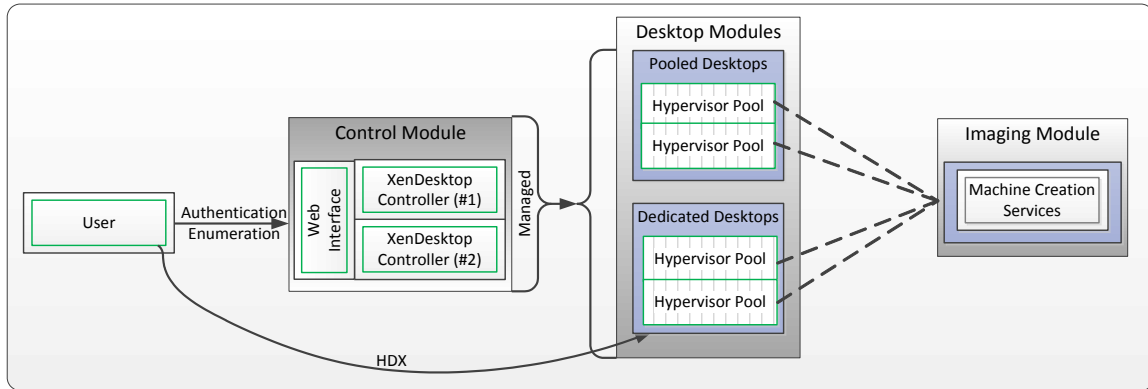 User
Authentication
Enumeration
Control Module
Web
Interface
XenDesktop
Controller (#1)
XenDesktop
Controller (#2)
Managed
HDX
Desktop Modules
Pooled Desktops
Hypervisor Pool
Hypervisor Pool
Dedicated Desktops
Hypervisor Pool
Hypervisor Pool
Imaging Module
Machine Creation
Services